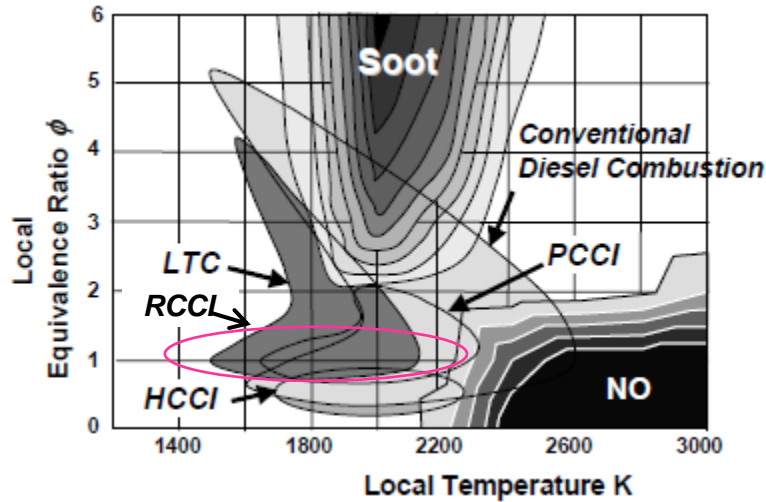 6
Soot
5
Conventional
Diesel Combustion
4
3
LTC
PCCI
2
RCCI
1
HCCI
NO
0
Local
Equivalence Ratio ϕ
1400 1800 2200 2600 3000
Local Temperature K